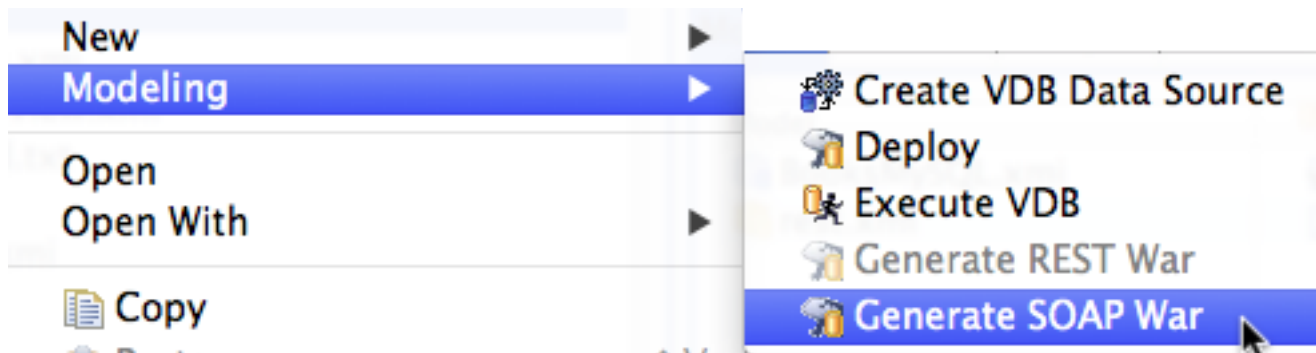 New
Modeling
Open
Open With
Copy
Create VDB Data Source
Deploy
Execute VDB
Generate REST War
Generate SOAP War